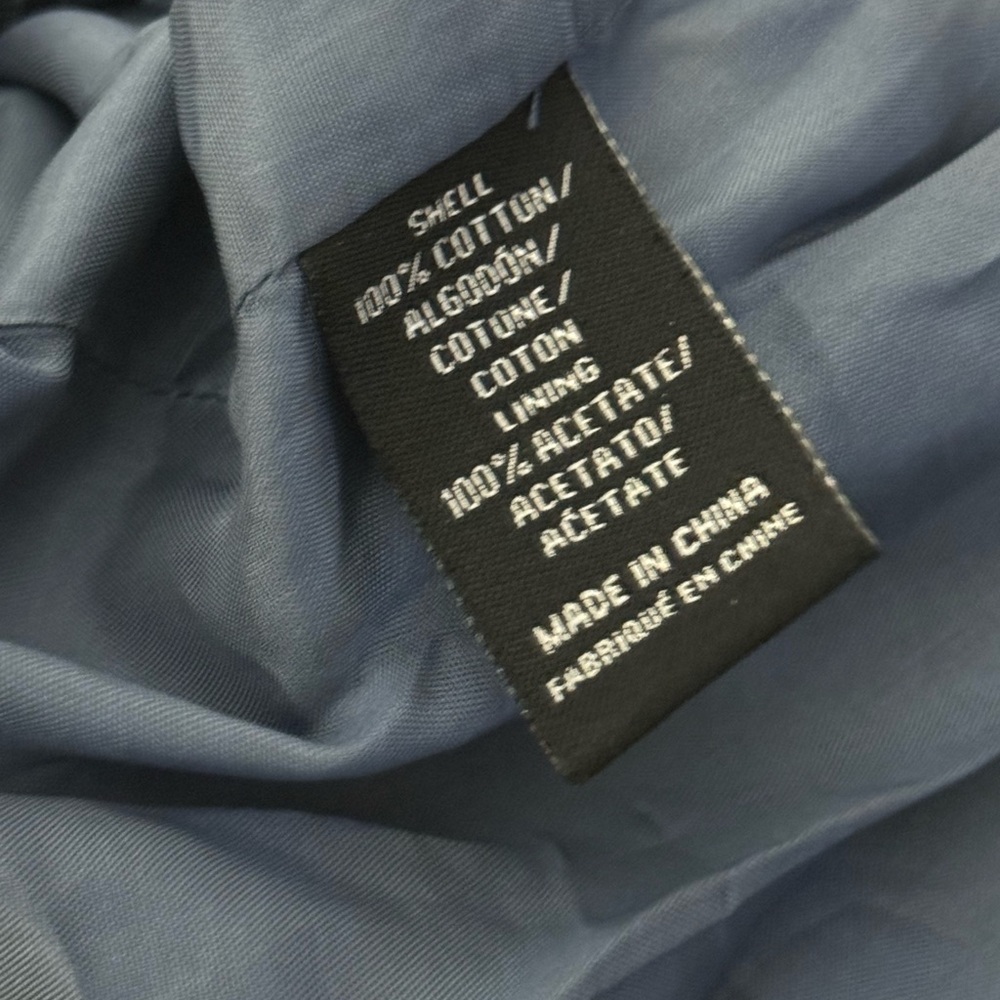 SHELL
100% COTTON/
ALGODÓN/
COTONE/
COTON
LINING
100% ACETATE/
ACETATO/
ACÉTATE
MADE IN CHINA
FABRIQUÉ EN CHINE